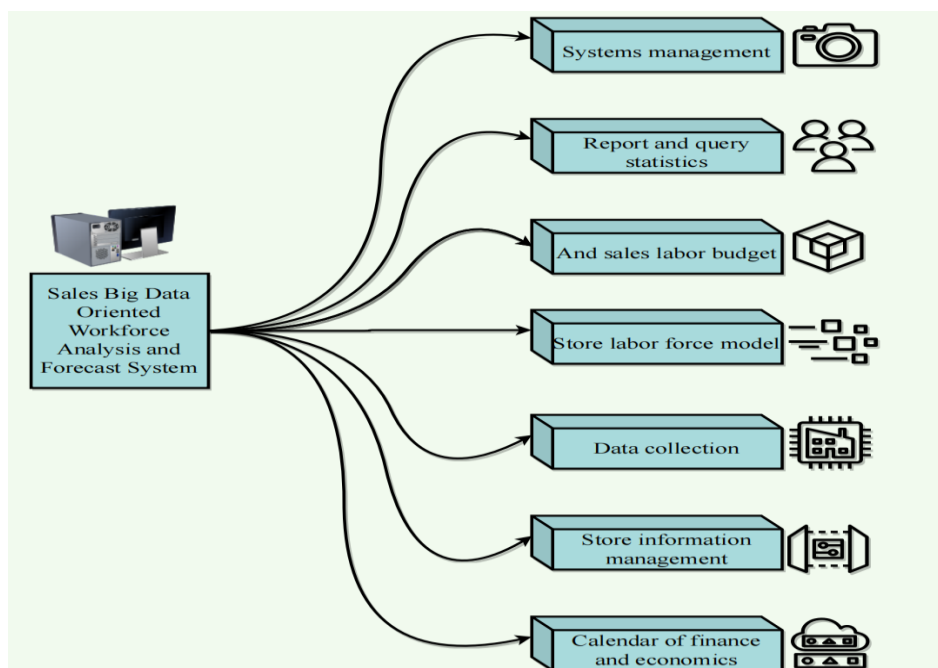 Systems management
Report and query
statistics
And sales labor budget
Sales Big Data
Oriented
Workforce
Analysis and
Forecast System
Store labor force model
Data collection
Store information
management
Calendar of finance
and economics